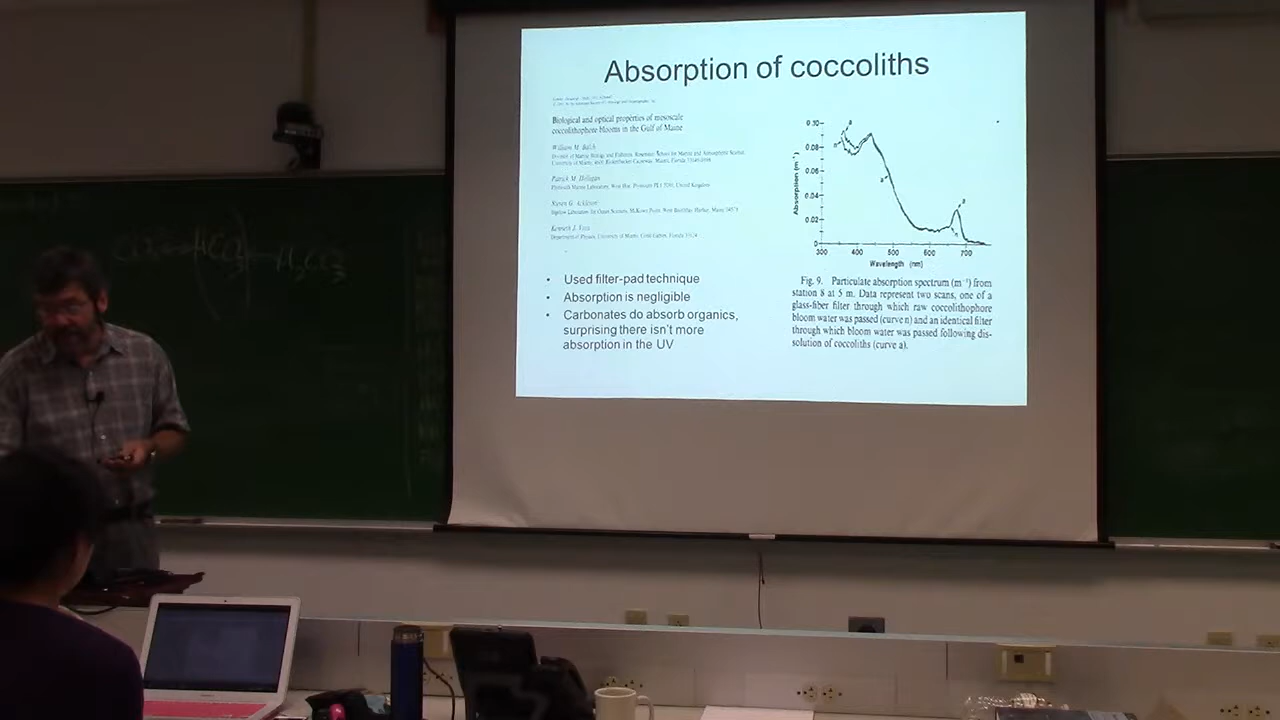 Absorption of coccoliths
Biological and optical properties of mesoscale
coccolithophore blooms in the Gulf of Maine
William M. Balch
Patrick M. Holligan
Steven G. Ackleson
Kenneth J. Voss
• Used filter-pad technique
• Absorption is negligible
• Carbonates do absorb organics,
surprising there isn't more
absorption in the UV
0.10
0.08
0.06
0.04
0.02
0
Absorption (m⁻¹)
300 400 500 600 700
Wavelength (nm)
Fig. 9. Particulate absorption spectrum (m⁻¹) from
station 8 at 5 m. Data represent two scans, one of a
glass-fiber filter through which raw coccolithophore
bloom water was passed (curve n) and an identical filter
through which bloom water was passed following dis-
solution of coccoliths (curve a).
HCO3 H2CO3